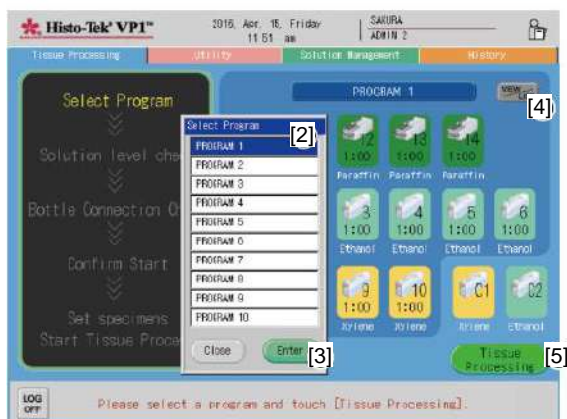 Histo-Tek® VP1™
2016, Apr. 15, Friday
11 51 am
SAKURA
ADMIN 2
Tissue Processing
Utility
Solution Management
History
Select Program
PROGRAM 1
VIEW
[4]
Solution level
Bottle Connection
Confirm Start
Set specimens
Start Tissue Proce
Select Program
[2]
PROGRAM 1
PROGRAM 2
PROGRAM 3
PROGRAM 4
PROGRAM 5
PROGRAM 6
PROGRAM 7
PROGRAM 8
PROGRAM 9
PROGRAM 10
Close
Enter
[3]
12 13 14
1:00 1:00 1:00
Paraffin Paraffin Paraffin
3 4 5 6
1:00 1:00 1:00 1:00
Ethanol Ethanol Ethanol Ethanol
9 10 C1 C2
1:00 1:00
Xylene Xylene Xylene Ethanol
Tissue
Processing
[5]
LOG
OFF
Please select a program and touch [Tissue Processing].